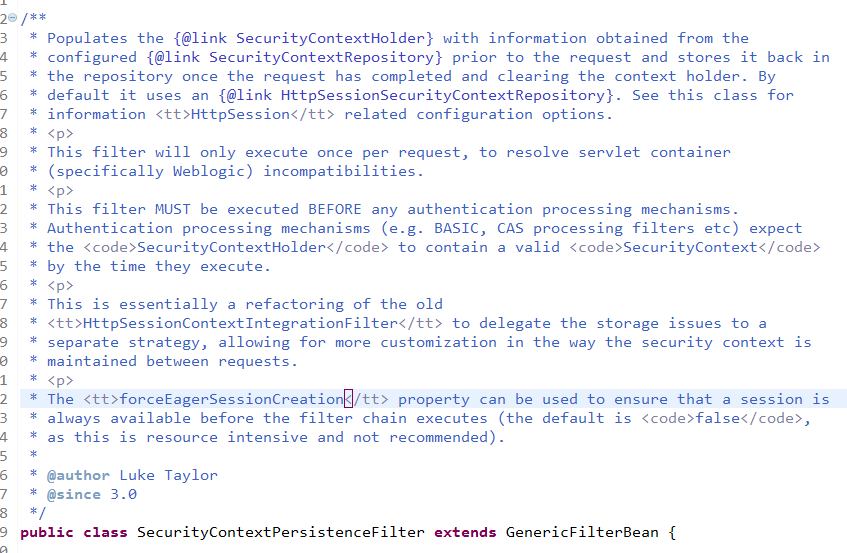 1
2 /**
3 * Populates the {@link SecurityContextHolder} with information obtained from the
4 * configured {@link SecurityContextRepository} prior to the request and stores it back in
5 * the repository once the request has completed and clearing the context holder. By
6 * default it uses an {@link HttpSessionSecurityContextRepository}. See this class for
7 * information <tt>HttpSession</tt> related configuration options.
8 * <p>
9 * This filter will only execute once per request, to resolve servlet container
0 * (specifically Weblogic) incompatibilities.
1 * <p>
2 * This filter MUST be executed BEFORE any authentication processing mechanisms.
3 * Authentication processing mechanisms (e.g. BASIC, CAS processing filters etc) expect
4 * the <code>SecurityContextHolder</code> to contain a valid <code>SecurityContext</code>
5 * by the time they execute.
6 * <p>
7 * This is essentially a refactoring of the old
8 * <tt>HttpSessionContextIntegrationFilter</tt> to delegate the storage issues to a
9 * separate strategy, allowing for more customization in the way the security context is
0 * maintained between requests.
1 * <p>
2 * The <tt>forceEagerSessionCreation</tt> property can be used to ensure that a session is
3 * always available before the filter chain executes (the default is <code>false</code>,
4 * as this is resource intensive and not recommended).
5 *
6 * @author Luke Taylor
7 * @since 3.0
8 */
9 public class SecurityContextPersistenceFilter extends GenericFilterBean {
0